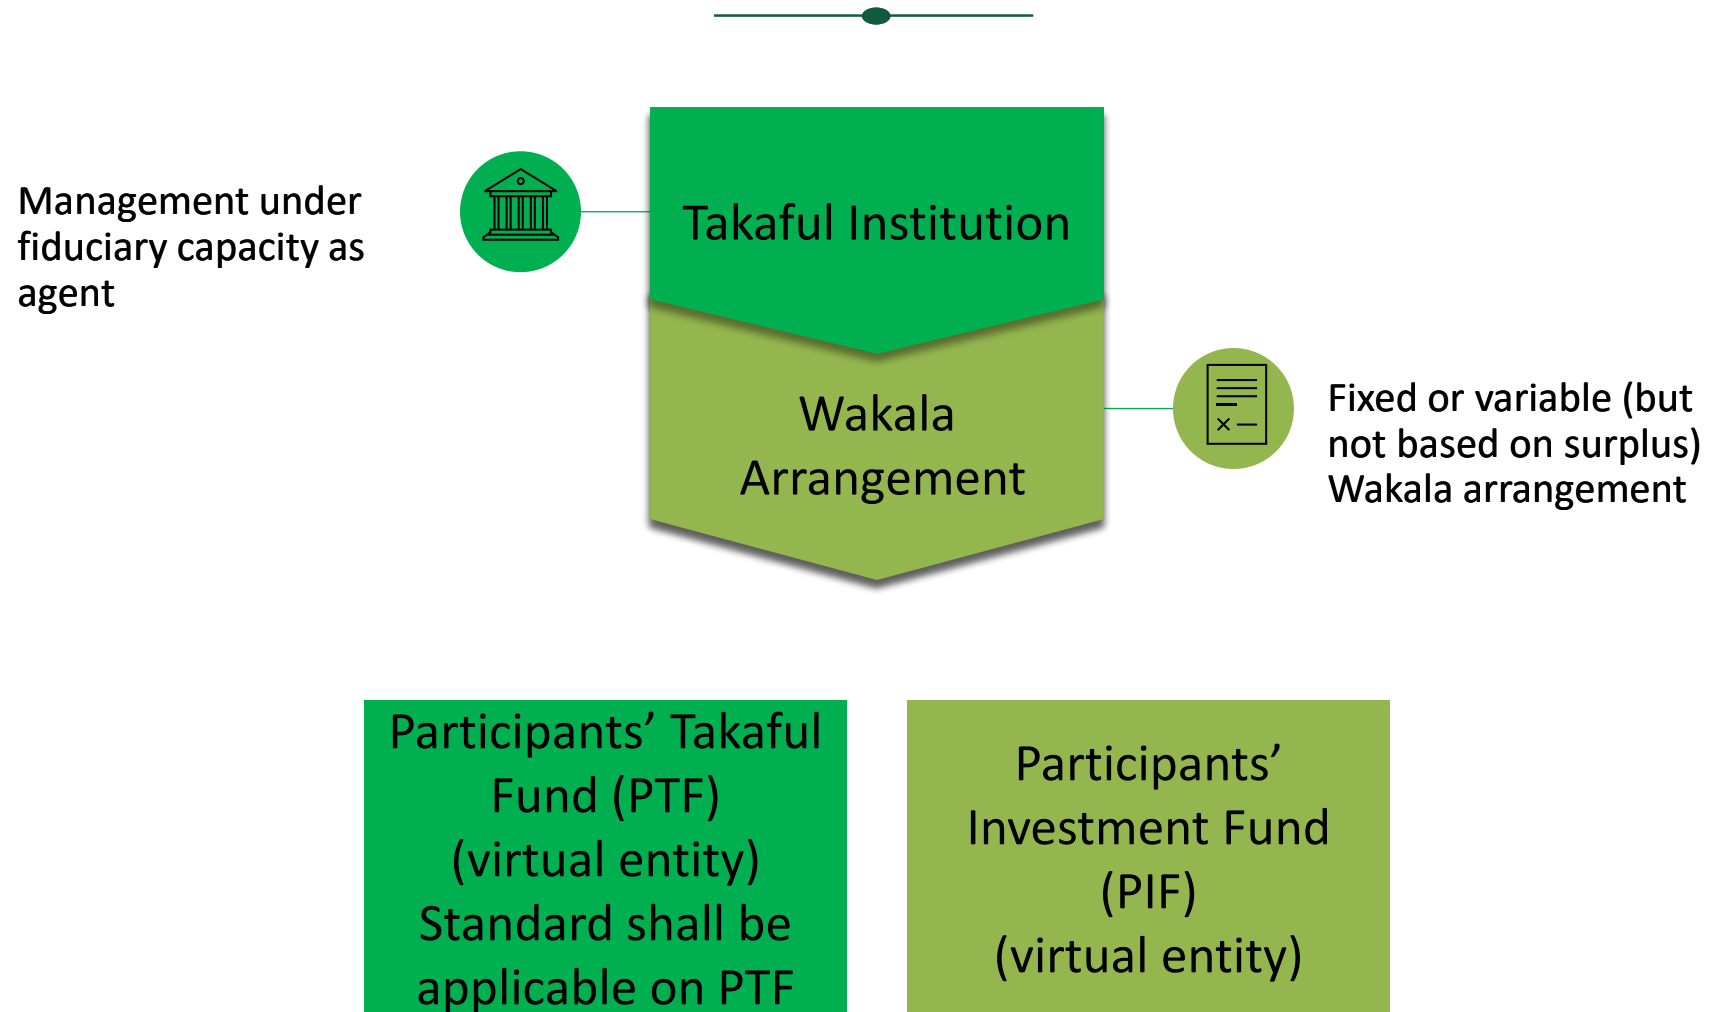 Management under
fiduciary capacity as
agent
Takaful Institution
Wakala
Arrangement
Fixed or variable (but
not based on surplus)
Wakala arrangement
Participants’ Takaful
Fund (PTF)
(virtual entity)
Standard shall be
applicable on PTF
Participants’
Investment Fund
(PIF)
(virtual entity)